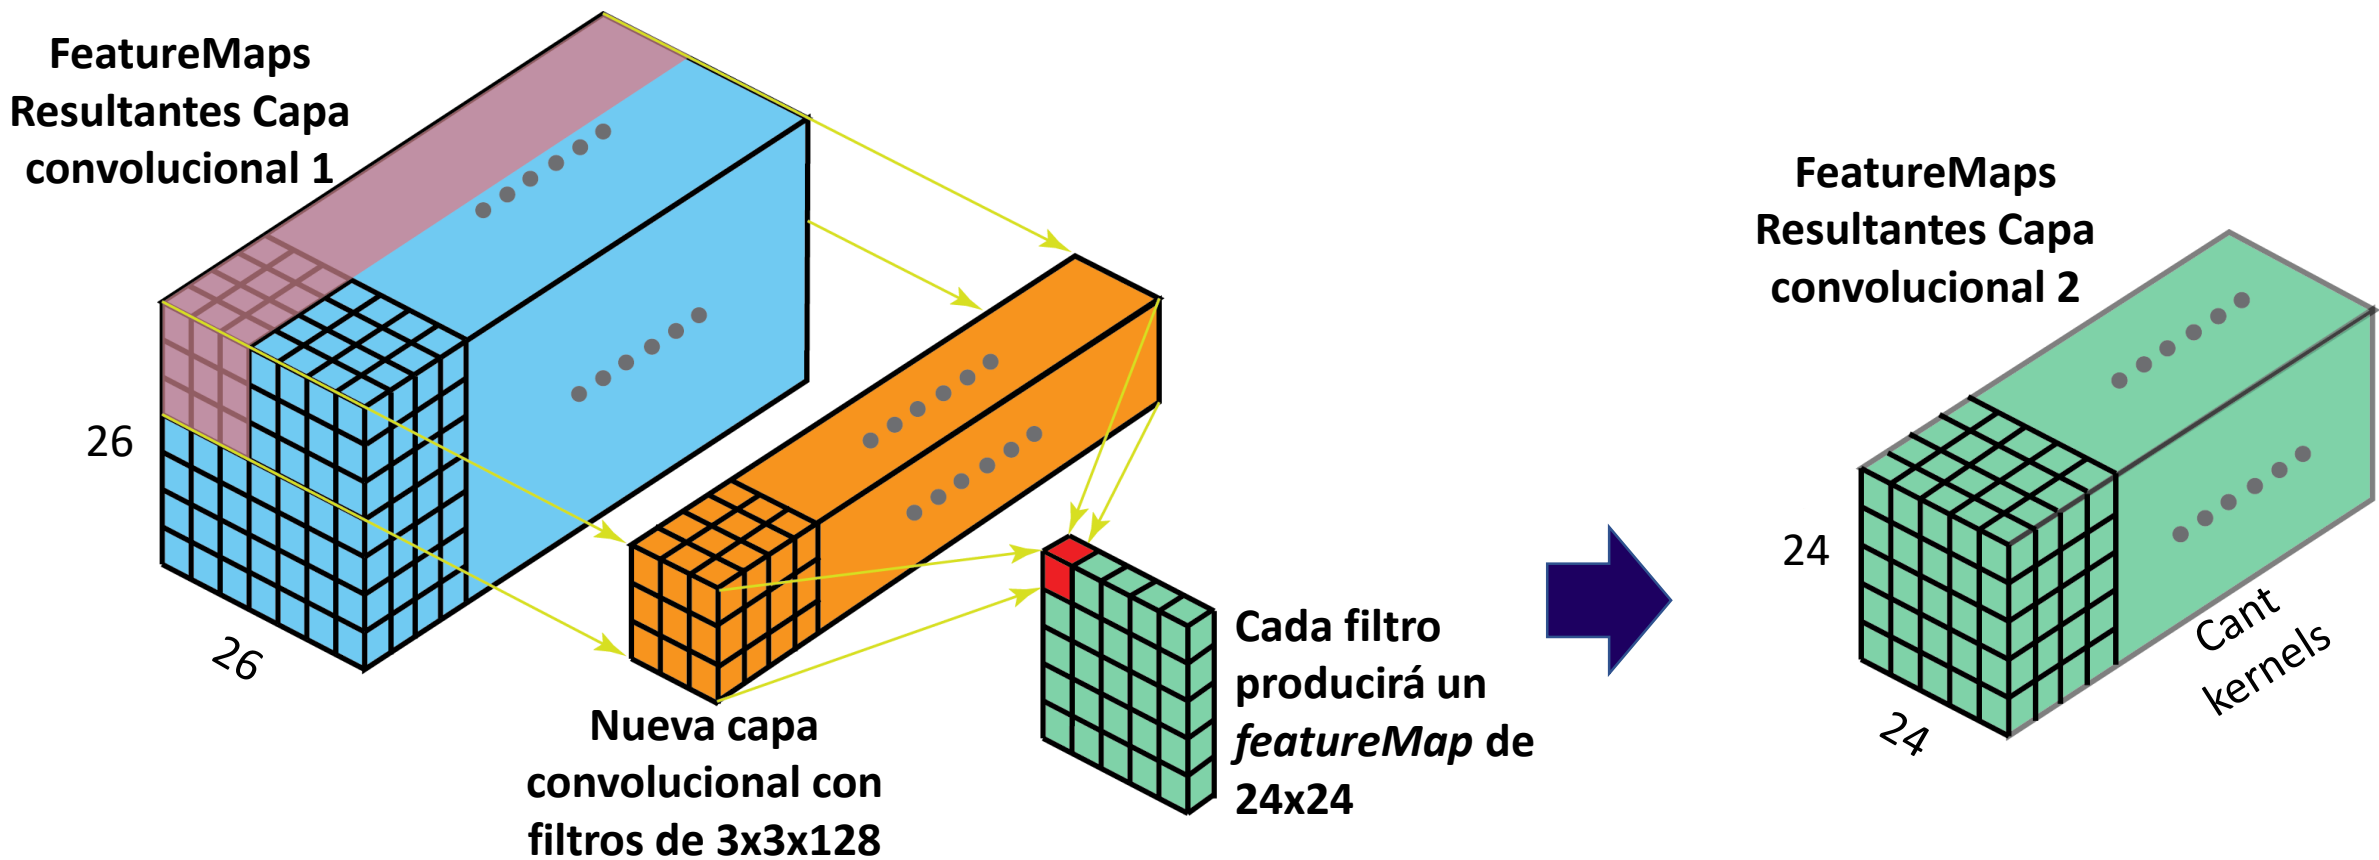 FeatureMaps
Resultantes Capa
convolucional 1
26
26
Nueva capa
convolucional con
filtros de 3x3x128
Cada filtro
producirá un
featureMap de
24x24
FeatureMaps
Resultantes Capa
convolucional 2
24
24
Cant
kernels